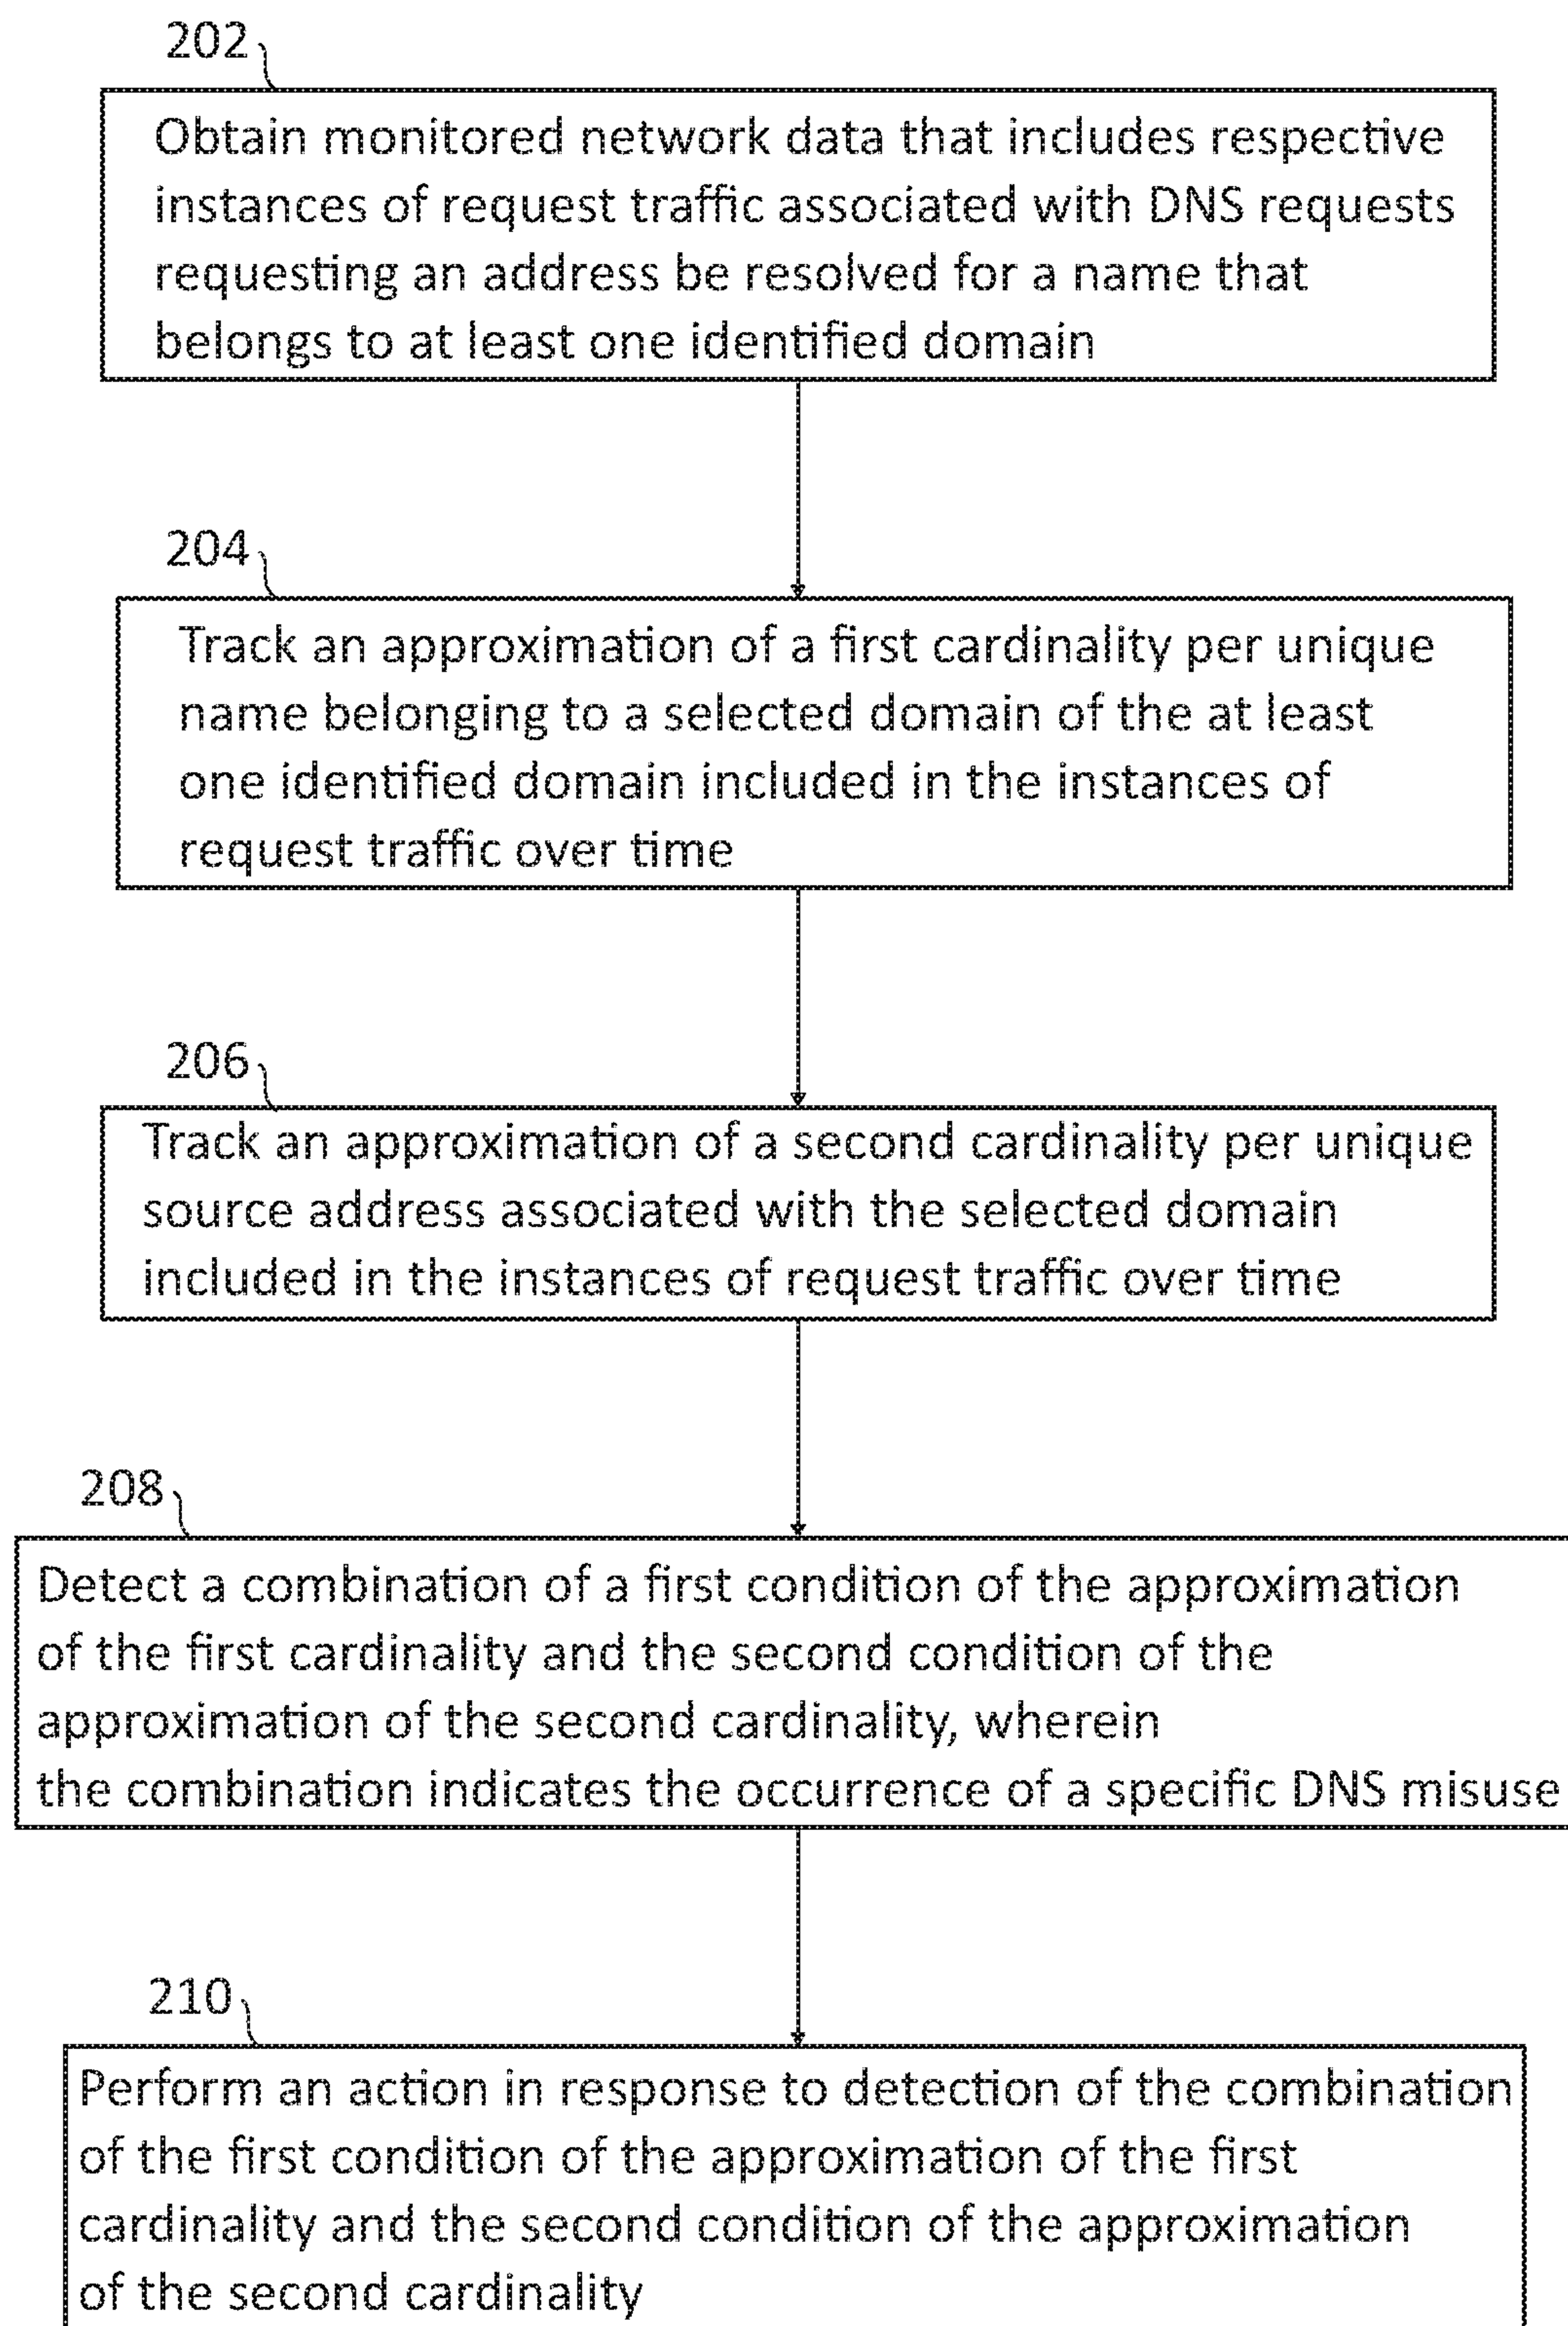 202
Obtain monitored network data that includes respective
instances of request traffic associated with DNS requests
requesting an address be resolved for a name that
belongs to at least one identified domain
204
Track an approximation of a first cardinality per unique
name belonging to a selected domain of the at least
one identified domain included in the instances of
request traffic over time
206
Track an approximation of a second cardinality per unique
source address associated with the selected domain
included in the instances of request traffic over time
208
Detect a combination of a first condition of the approximation
of the first cardinality and the second condition of the
approximation of the second cardinality, wherein
the combination indicates the occurrence of a specific DNS misuse
210
Perform an action in response to detection of the combination
of the first condition of the approximation of the first
cardinality and the second condition of the approximation
of the second cardinality